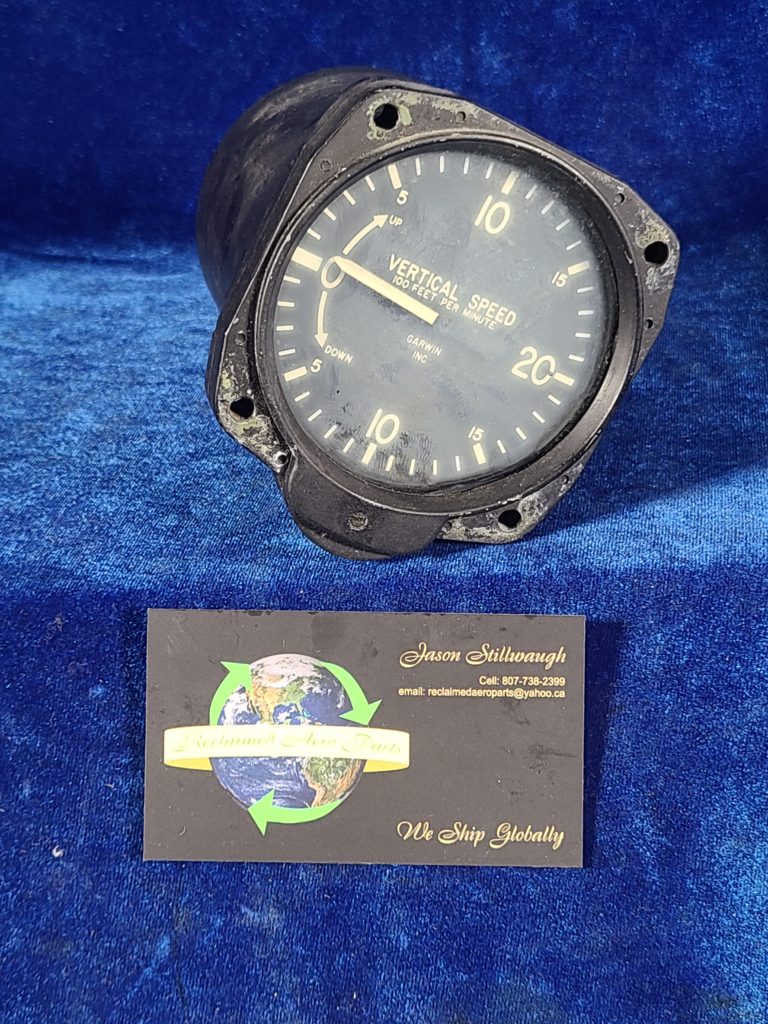 5
10
UP
15
0
VERTICAL SPEED
100 FEET PER MINUTE
GARWIN
INC
20
DOWN
5
10
15
Jason Stillwaugh
Cell: 807-738-2399
email: reclaimedaeroparts@yahoo.ca
Reclaimed Aero Parts
We Ship Globally